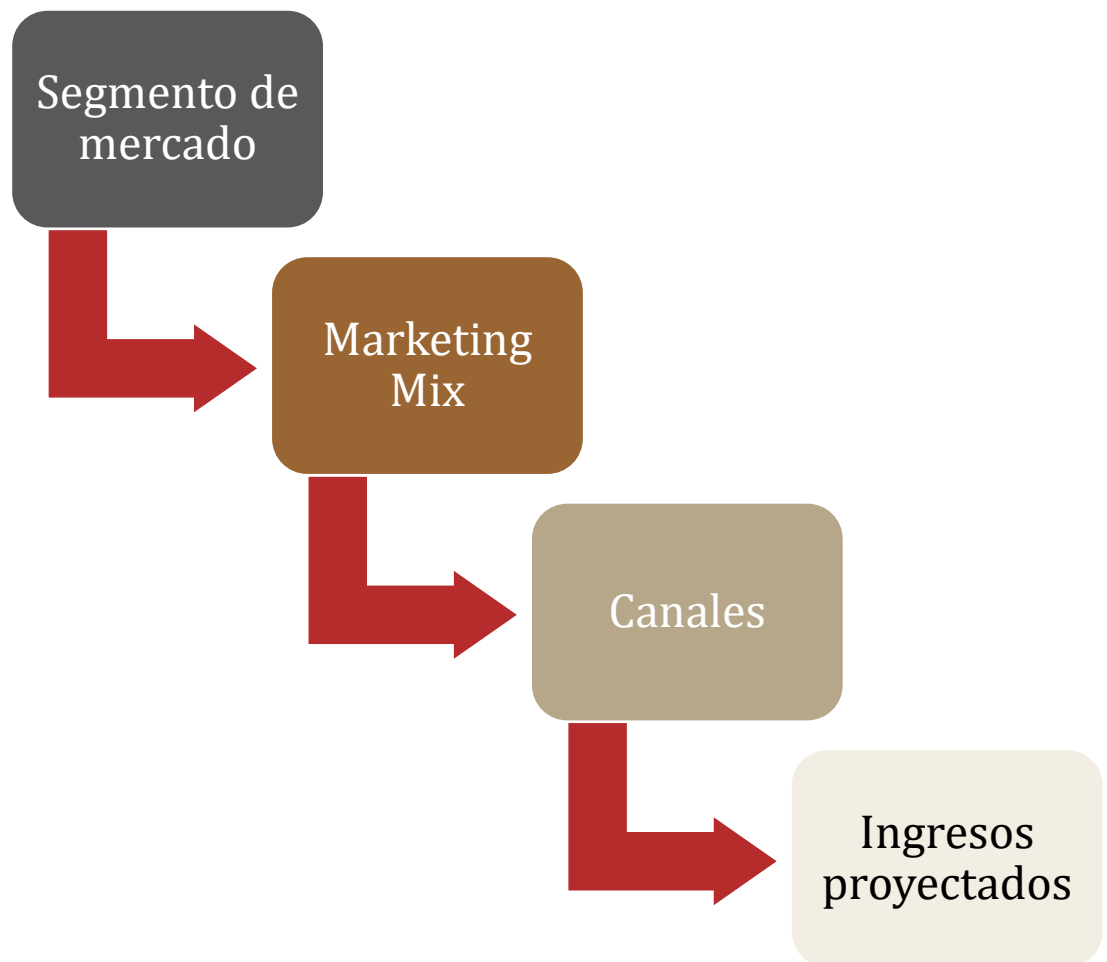 Segmento de
mercado
Marketing
Mix
Canales
Ingresos
proyectados